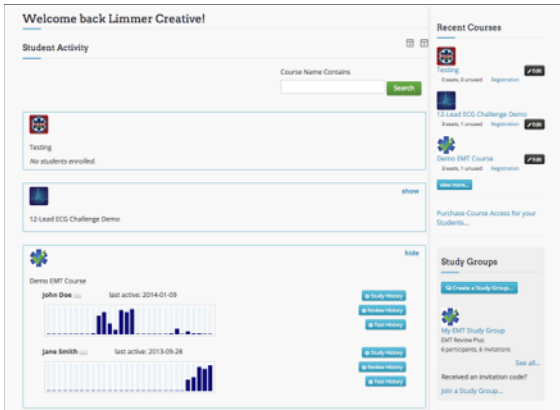 Welcome back Limmer Creative!
Student Activity
Course Name Contains
Search
Testing
No students enrolled.
show
12-Lead ECG Challenge Demo
hide
Demo EMT Course
John Doe
last active: 2014-01-09
Study History
Review History
Test History
Jane Smith
last active: 2013-09-28
Study History
Review History
Test History
Recent Courses
Testing
Edit
0 seats, 0 unused Registration
12-Lead ECG Challenge Demo
Edit
3 seats, 1 unused Registration
Demo EMT Course
Edit
3 seats, 1 unused Registration
view more...
Purchase Course Access for your
Students...
Study Groups
Create a Study Group...
My EMT Study Group
EMT Review Plus
6 participants, 6 invitations
See all...
Received an invitation code?
Join a Study Group...